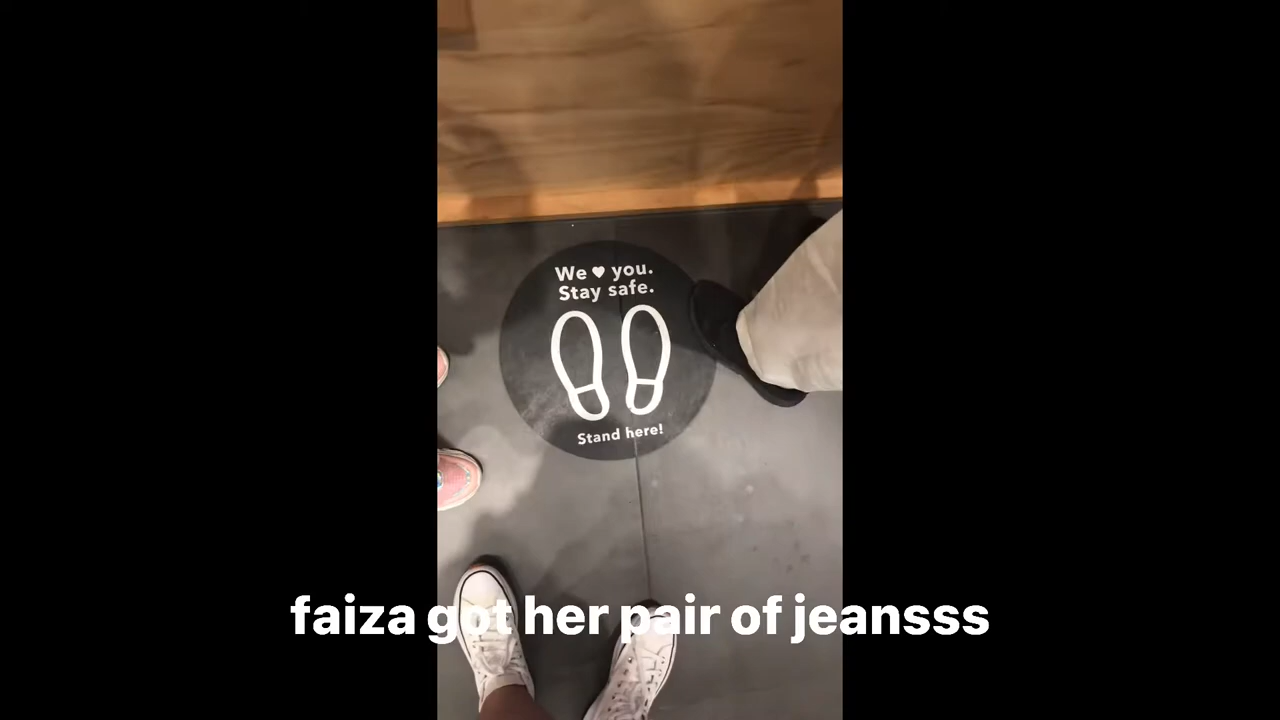 We ♥ you.
Stay safe.
Stand here!
faiza got her pair of jeansss